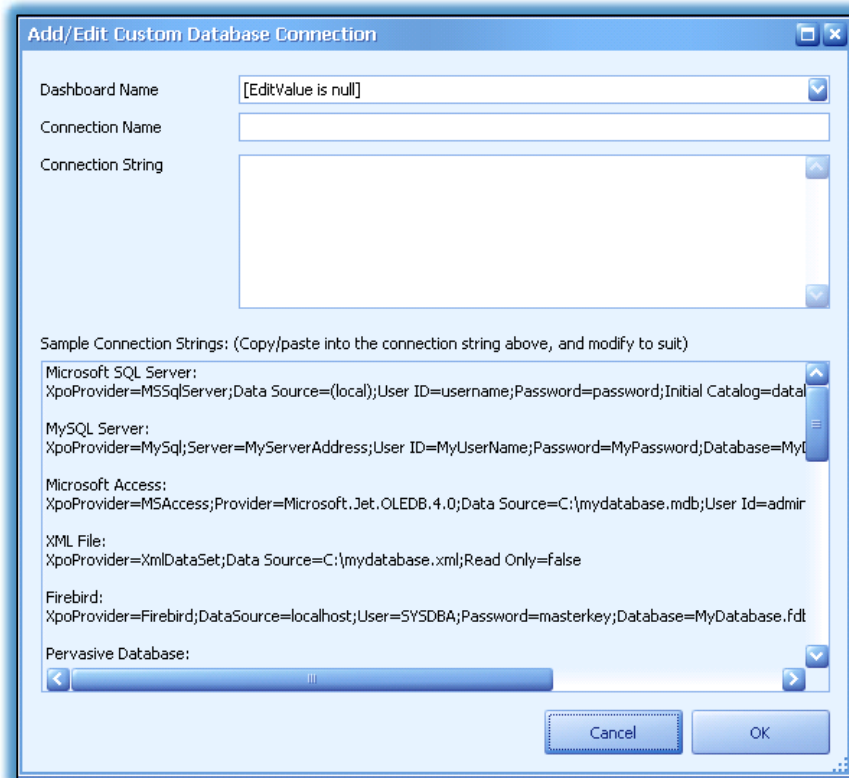 Add/Edit Custom Database Connection
Dashboard Name
[EditValue is null]
Connection Name
Connection String
Sample Connection Strings: (Copy/paste into the connection string above, and modify to suit)
Microsoft SQL Server:
XpoProvider=MSSqlServer;Data Source=(local);User ID=username;Password=password;Initial Catalog=datal
MySQL Server:
XpoProvider=MySql;Server=MyServerAddress;User ID=MyUserName;Password=MyPassword;Database=MyD
Microsoft Access:
XpoProvider=MSAccess;Provider=Microsoft.Jet.OLEDB.4.0;Data Source=C:\mydatabase.mdb;User Id=admin
XML File:
XpoProvider=XmlDataSet;Data Source=C:\mydatabase.xml;Read Only=false
Firebird:
XpoProvider=Firebird;DataSource=localhost;User=SYSDBA;Password=masterkey;Database=MyDatabase.fdb
Pervasive Database:
Cancel
OK